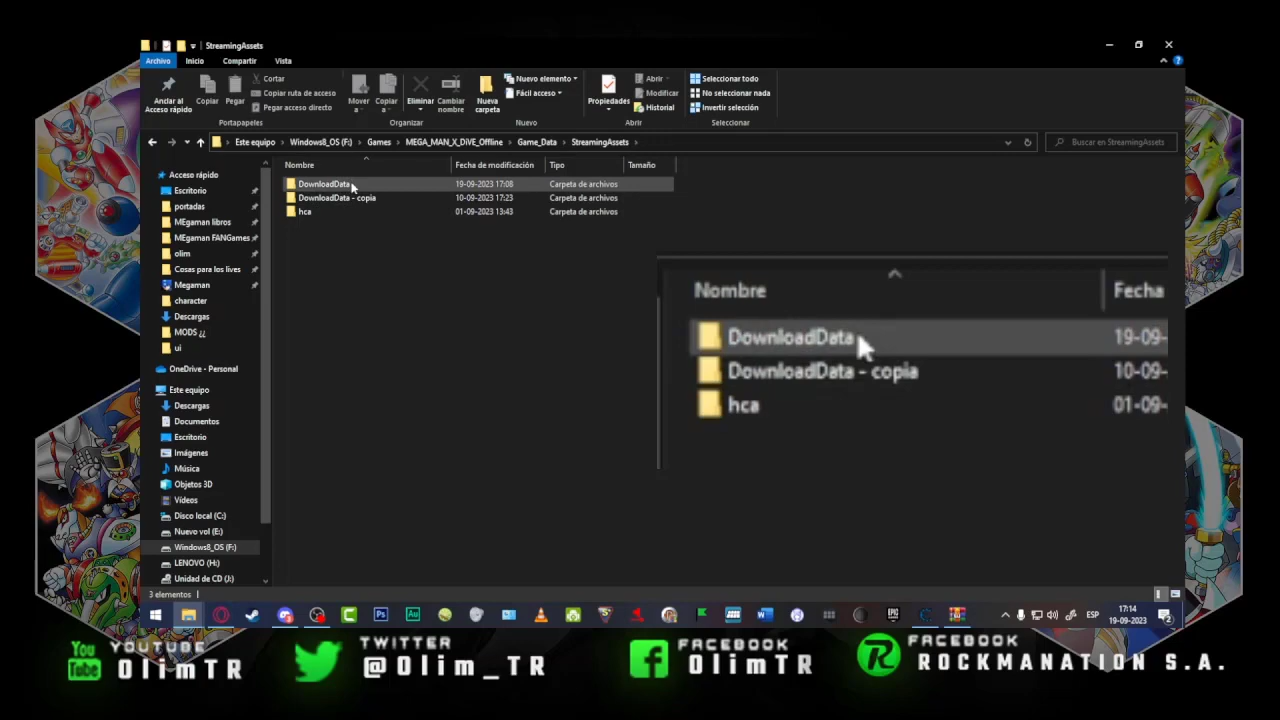 StreamingAssets
Archivo Inicio Compartir Vista
Anclar al Acceso rápido
Copiar
Pegar
Cortar
Copiar ruta de acceso
Pegar acceso directo
Mover a
Copiar a
Eliminar
Cambiar nombre
Nueva carpeta
Nuevo elemento
Fácil acceso
Propiedades
Abrir
Modificar
Historial
Seleccionar todo
No seleccionar nada
Invertir selección
Portapapeles Organizar Nuevo Abrir Seleccionar
Este equipo > Windows8_OS (F:) > Games > MEGA_MAN_X_DiVE_Offline > Game_Data > StreamingAssets >
Buscar en StreamingAssets
Nombre Fecha de modificación Tipo Tamaño
DownloadData 19-09-2023 17:08 Carpeta de archivos
DownloadData - copia 10-09-2023 17:23 Carpeta de archivos
hca 01-09-2023 13:43 Carpeta de archivos
Acceso rápido
Escritorio
portadas
MEgaman libros
MEgaman FANGames
olim
Cosas para los lives
Megaman
character
Descargas
MODS ¿¿
ui
OneDrive - Personal
Este equipo
Descargas
Documentos
Escritorio
Imágenes
Música
Objetos 3D
Vídeos
Disco local (C:)
Nuevo vol (E:)
Windows8_OS (F:)
LENOVO (H:)
Unidad de CD (J:)
Nombre Fecha
DownloadData 19-09-
DownloadData - copia 10-09-
hca 01-09-
3 elementos
ESP
17:14
19-09-2023
2
You Tube
YOUTUBE
OlimTR
TWITTER
@Olim_TR
FACEBOOK
OlimTR
FACEBOOK
ROCKMANATION S.A.